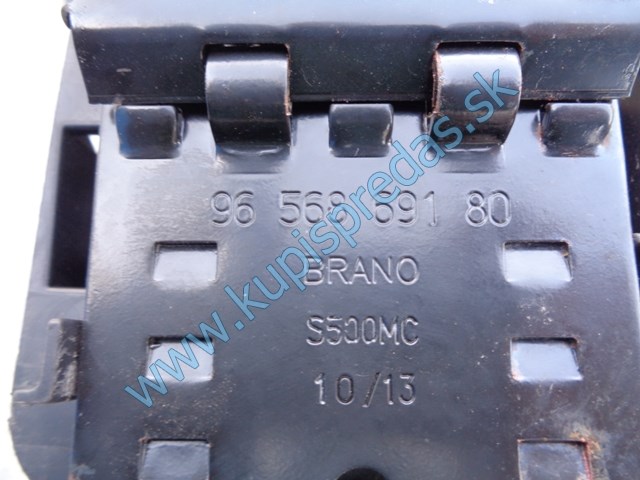 96 568 691 80
BRANO
S500MC
10/13
www.kupispredas.sk